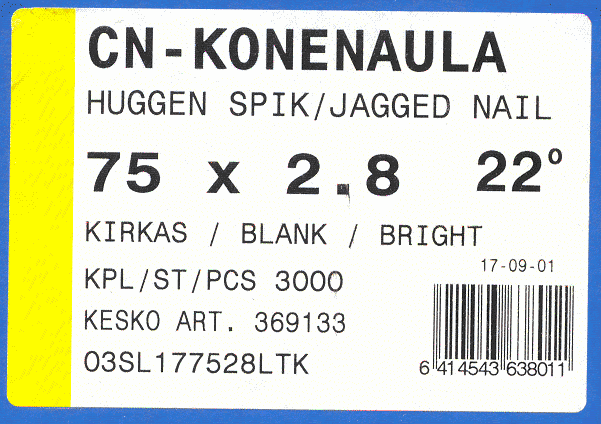 CN-KONENAULA
HUGGEN SPIK/JAGGED NAIL
75 x 2.8 22º
KIRKAS / BLANK / BRIGHT
17-09-01
KPL/ST/PCS 3000
KESKO ART. 369133
03SL177528LTK
6 414543 638011